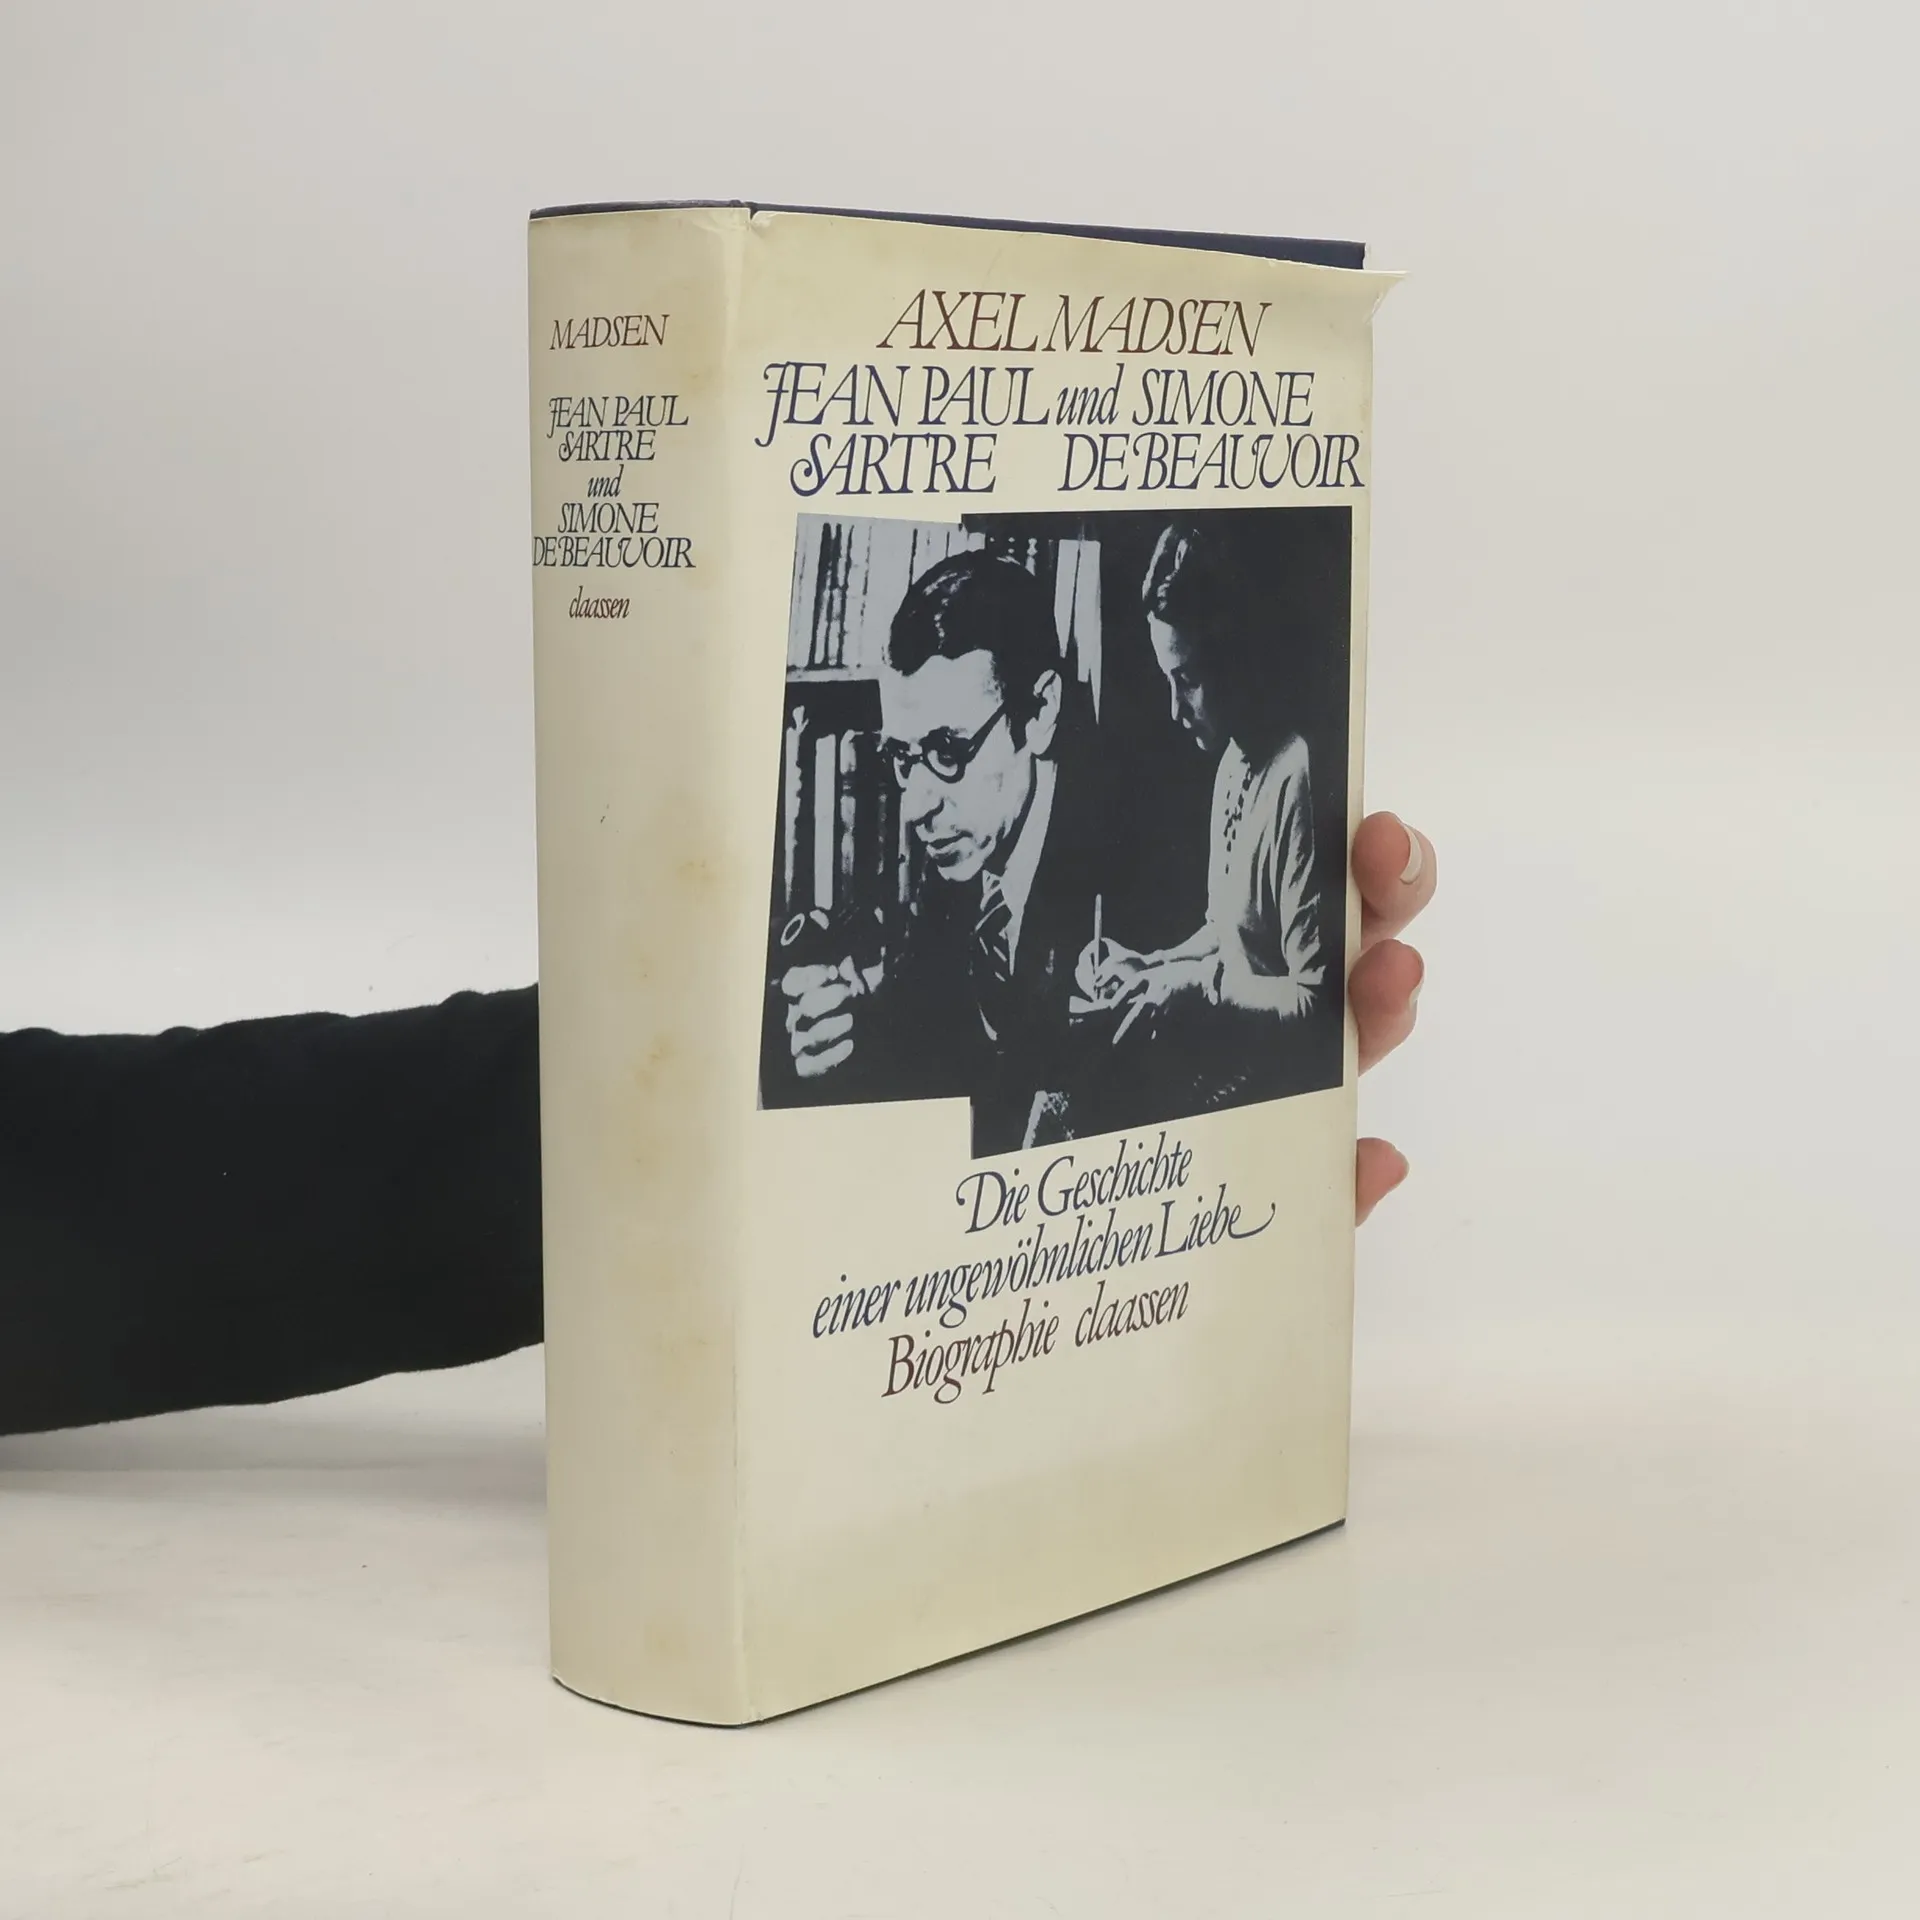 MADSEN
JEAN PAUL
SARTRE
und
SIMONE
DE BEAUVOIR
claassen
AXEL MADSEN
JEAN PAUL und SIMONE
SARTRE DE BEAUVOIR
Die Geschichte
einer ungewöhnlichen Liebe
Biographie claassen